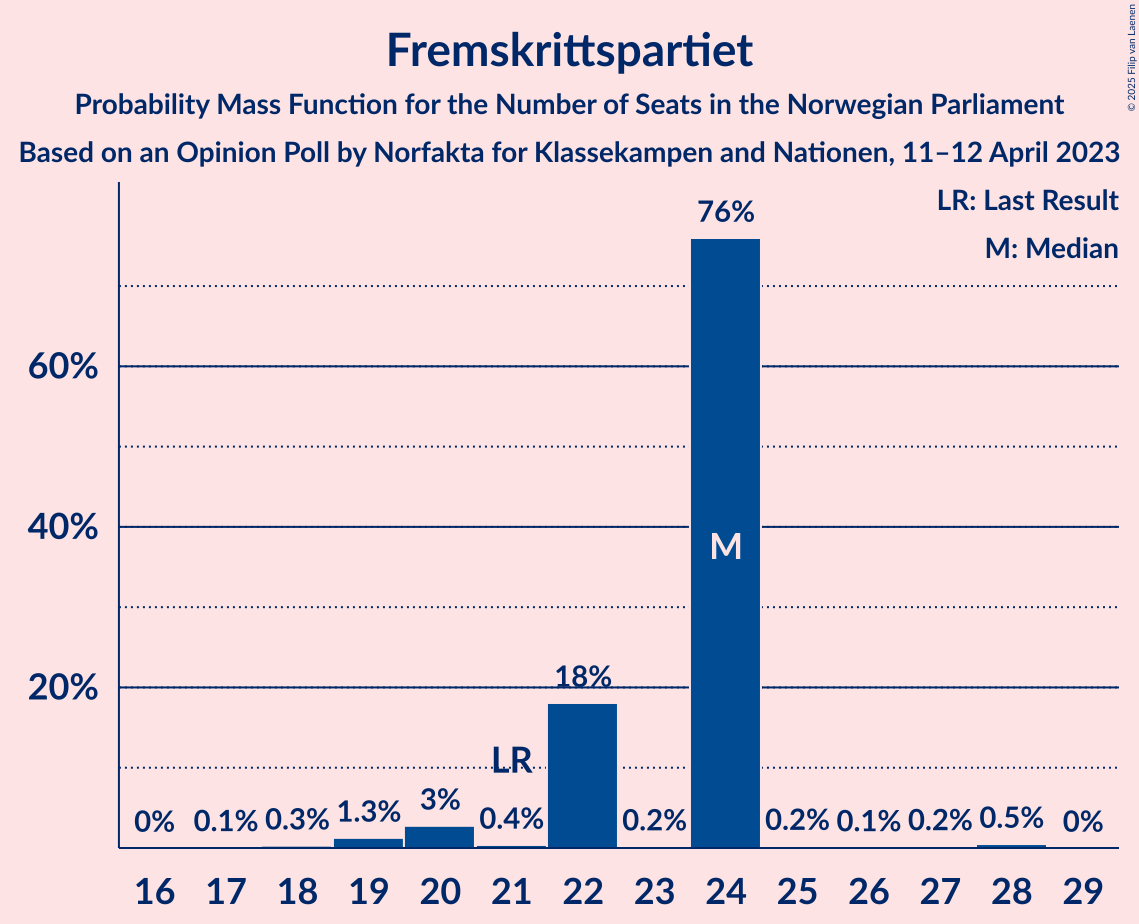 Fremskrittspartiet
Probability Mass Function for the Number of Seats in the Norwegian Parliament
Based on an Opinion Poll by Norfakta for Klassekampen and Nationen, 11–12 April 2023
© 2025 Filip van Laenen
LR: Last Result
M: Median
60%
40%
20%
0%
0.1%
0.3%
1.3%
3%
0.4%
LR
18%
0.2%
76%
M
0.2%
0.1%
0.2%
0.5%
0%
16 17 18 19 20 21 22 23 24 25 26 27 28 29